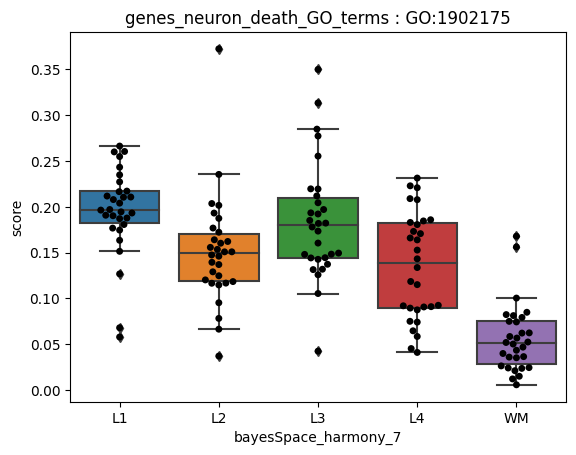 genes_neuron_death_GO_terms : GO:1902175
0.35
0.30
0.25
0.20
0.15
0.10
0.05
0.00
score
L1 L2 L3 L4 WM
bayesSpace_harmony_7